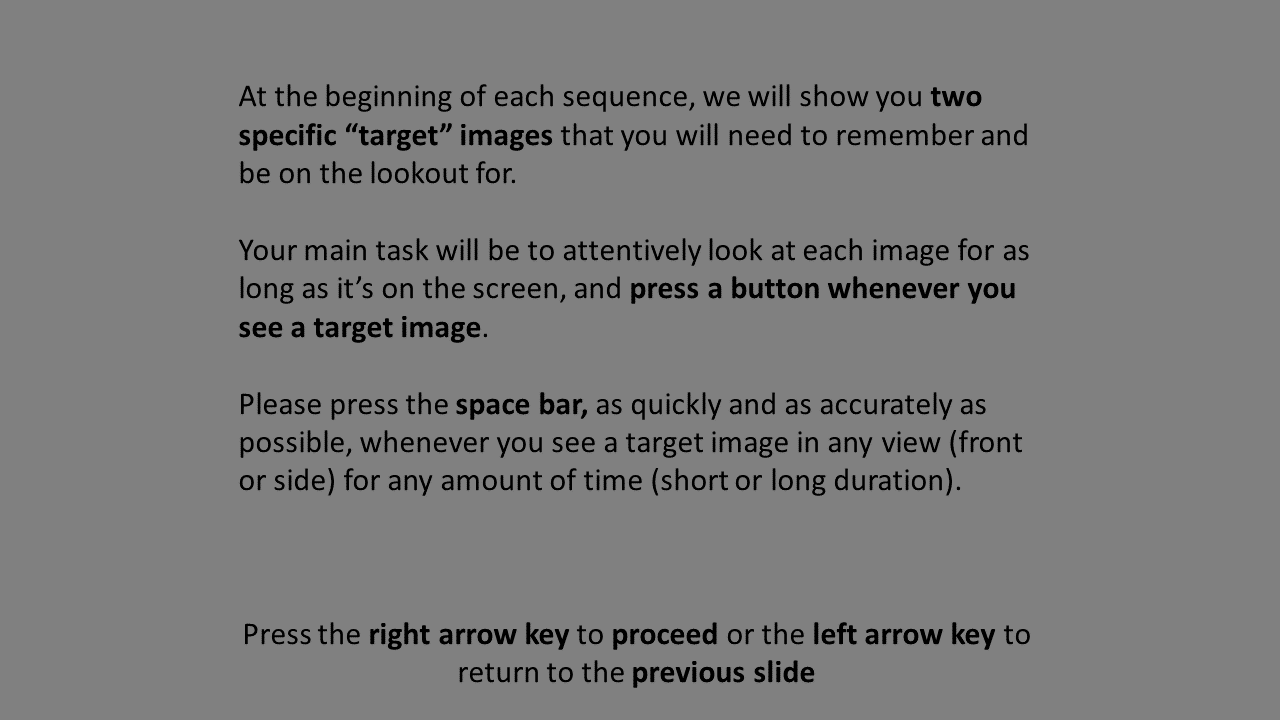 At the beginning of each sequence, we will show you two
specific “target” images that you will need to remember and
be on the lookout for.
Your main task will be to attentively look at each image for as
long as it’s on the screen, and press a button whenever you
see a target image.
Please press the space bar, as quickly and as accurately as
possible, whenever you see a target image in any view (front
or side) for any amount of time (short or long duration).
Press the right arrow key to proceed or the left arrow key to
return to the previous slide